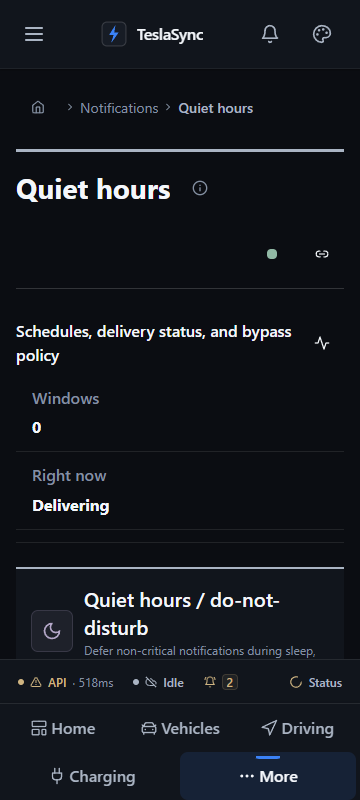 TeslaSync
Notifications
Quiet hours
Quiet hours
Schedules, delivery status, and bypass
policy
Windows
0
Right now
Delivering
Quiet hours / do-not-
disturb
Defer non-critical notifications during sleep,
API · 518ms
Idle
2
Status
Home
Vehicles
Driving
Charging
More